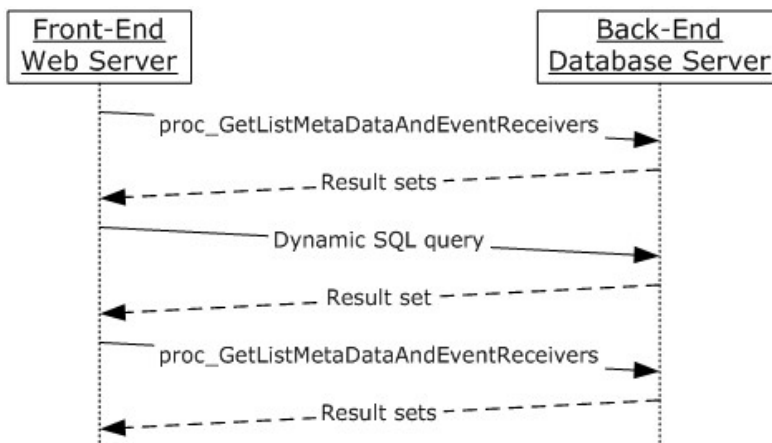 Front-End
Web Server
Back-End
Database Server
proc_GetListMetaDataAndEventReceivers
Result sets
Dynamic SQL query
Result set
proc_GetListMetaDataAndEventReceivers
Result sets